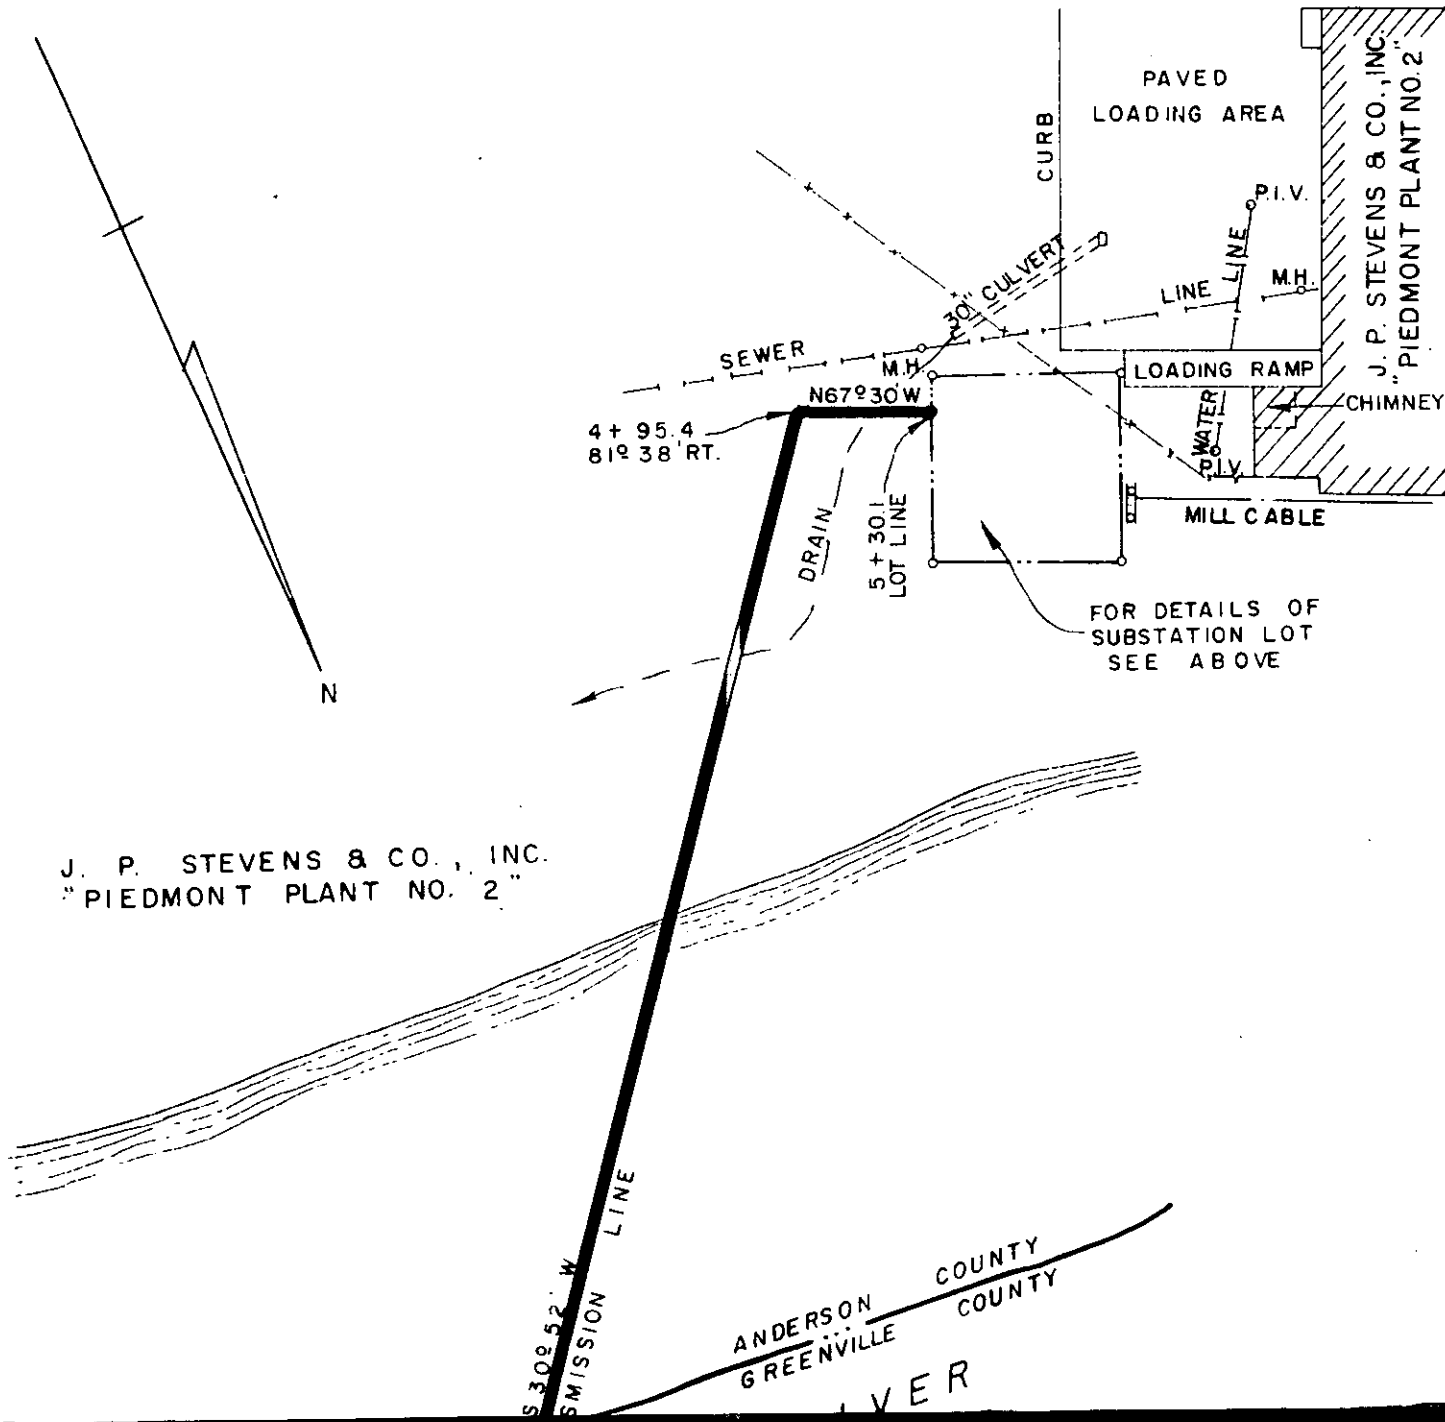 PAVED
LOADING AREA
CURB
J. P. STEVENS & CO., INC.
"PIEDMONT PLANT NO. 2"
P.I.V.
LINE
30" CULVERT
M.H.
LINE
SEWER
M.H.
LOADING RAMP
N67º30'W
CHIMNEY
4+95.4
81º38'RT.
WATER
P.I.V.
5+30.1
LOT LINE
MILL CABLE
DRAIN
FOR DETAILS OF
SUBSTATION LOT
SEE ABOVE
N
J. P. STEVENS & CO., INC.
"PIEDMONT PLANT NO. 2"
S 30º52' W
SMISSION LINE
ANDERSON COUNTY
GREENVILLE COUNTY
VER